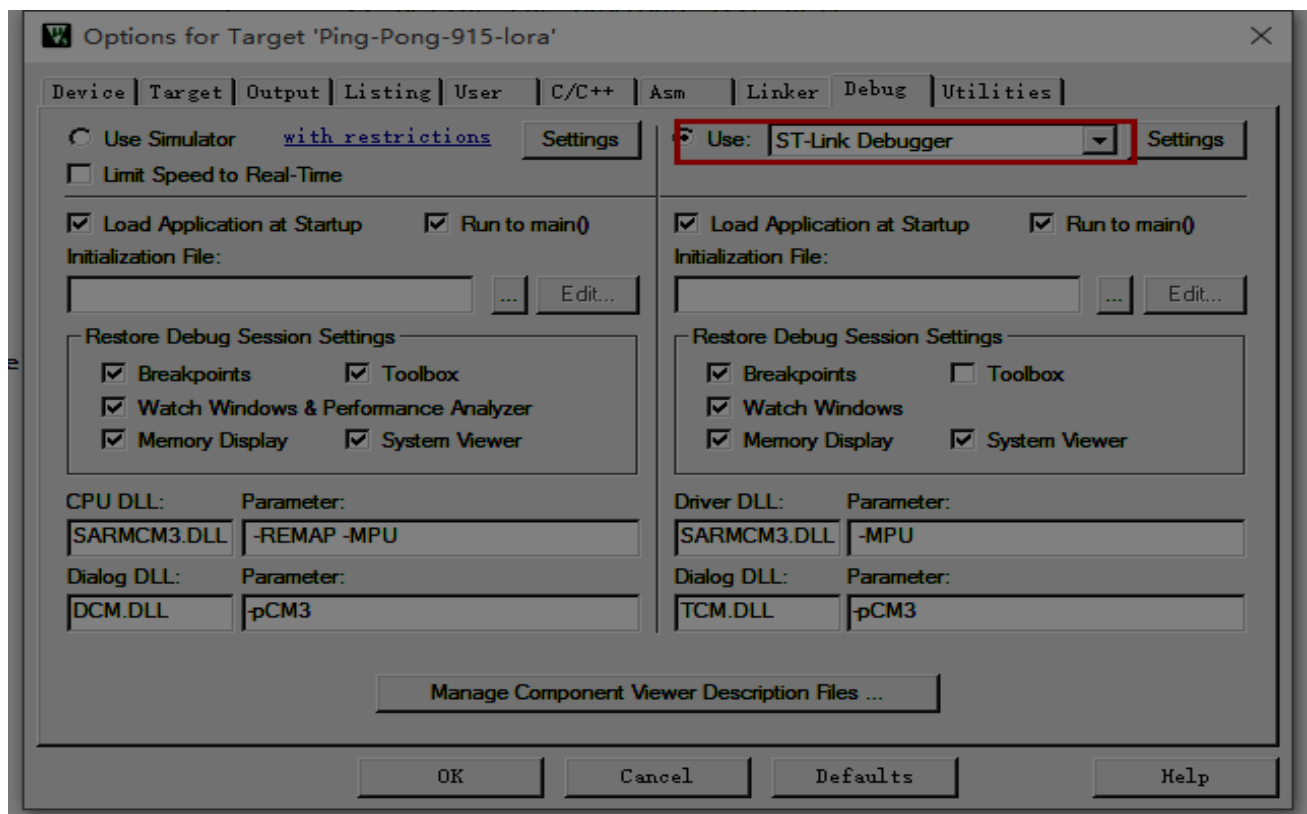 Options for Target 'Ping-Pong-915-lora'
Device Target Output Listing User C/C++ Asm Linker Debug Utilities
Use Simulator with restrictions Settings
Limit Speed to Real-Time
Use: ST-Link Debugger Settings
Load Application at Startup Run to main()
Initialization File:
... Edit...
Restore Debug Session Settings
Breakpoints Toolbox
Watch Windows & Performance Analyzer
Memory Display System Viewer
CPU DLL: Parameter:
SARMCM3.DLL -REMAP -MPU
Dialog DLL: Parameter:
DCM.DLL -pCM3
Load Application at Startup Run to main()
Initialization File:
... Edit...
Restore Debug Session Settings
Breakpoints Toolbox
Watch Windows
Memory Display System Viewer
Driver DLL: Parameter:
SARMCM3.DLL -MPU
Dialog DLL: Parameter:
TCM.DLL -pCM3
Manage Component Viewer Description Files ...
OK Cancel Defaults Help